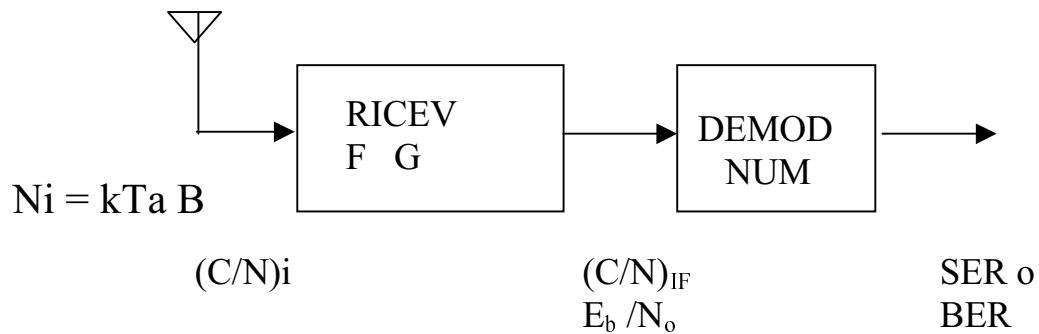 RICEV
F G
DEMOD
NUM
Ni = kTa B
(C/N)i
(C/N)IF
Eb /No
SER o
BER